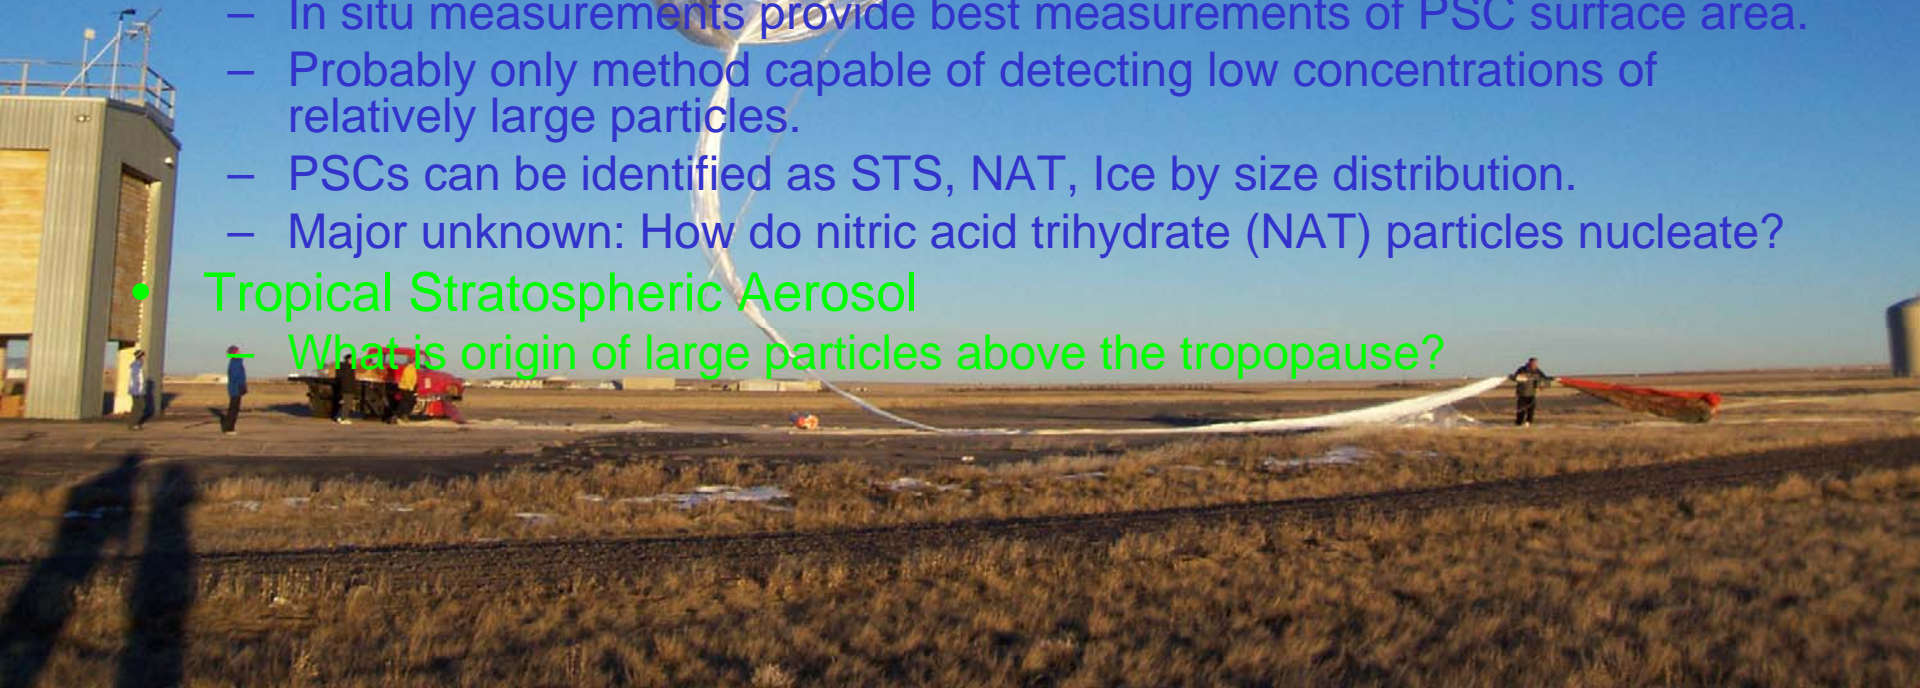 – In situ measurements provide best measurements of PSC surface area.
– Probably only method capable of detecting low concentrations of
relatively large particles.
– PSCs can be identified as STS, NAT, Ice by size distribution.
– Major unknown: How do nitric acid trihydrate (NAT) particles nucleate?
• Tropical Stratospheric Aerosol
– What is origin of large particles above the tropopause?